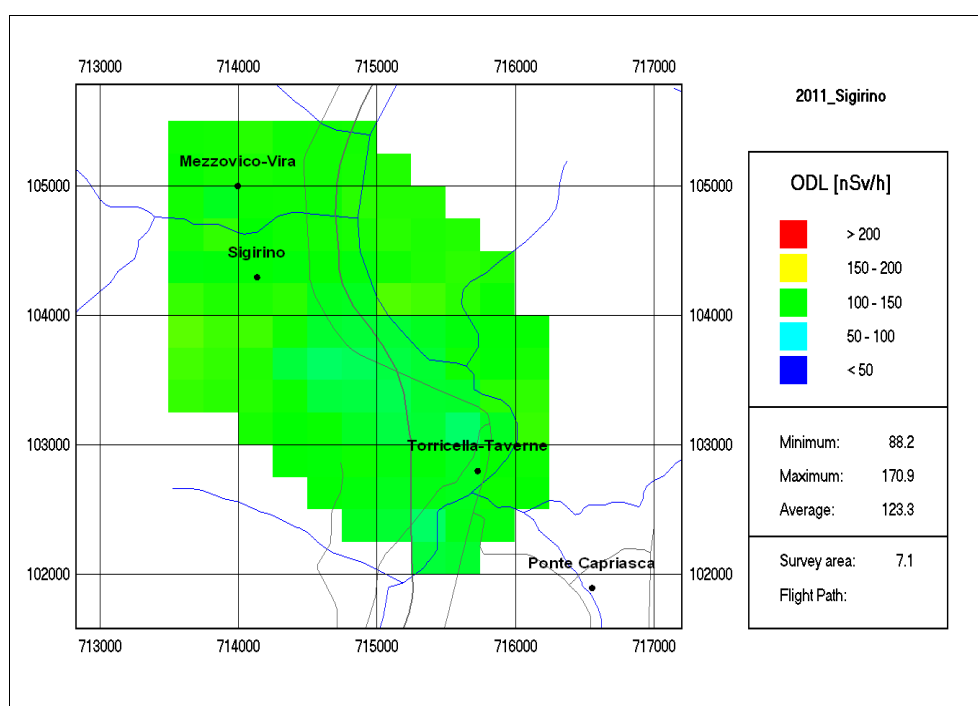 713000 714000 715000 716000 717000
2011_Sigirino
Mezzovico-Vira
105000 105000
ODL [nSv/h]
> 200
150 - 200
100 - 150
50 - 100
< 50
Sigirino
104000 104000
103000 103000
Torricella-Taverne
Minimum: 88.2
Maximum: 170.9
Average: 123.3
Ponte Capriasca
102000 102000
Survey area: 7.1
Flight Path:
713000 714000 715000 716000 717000